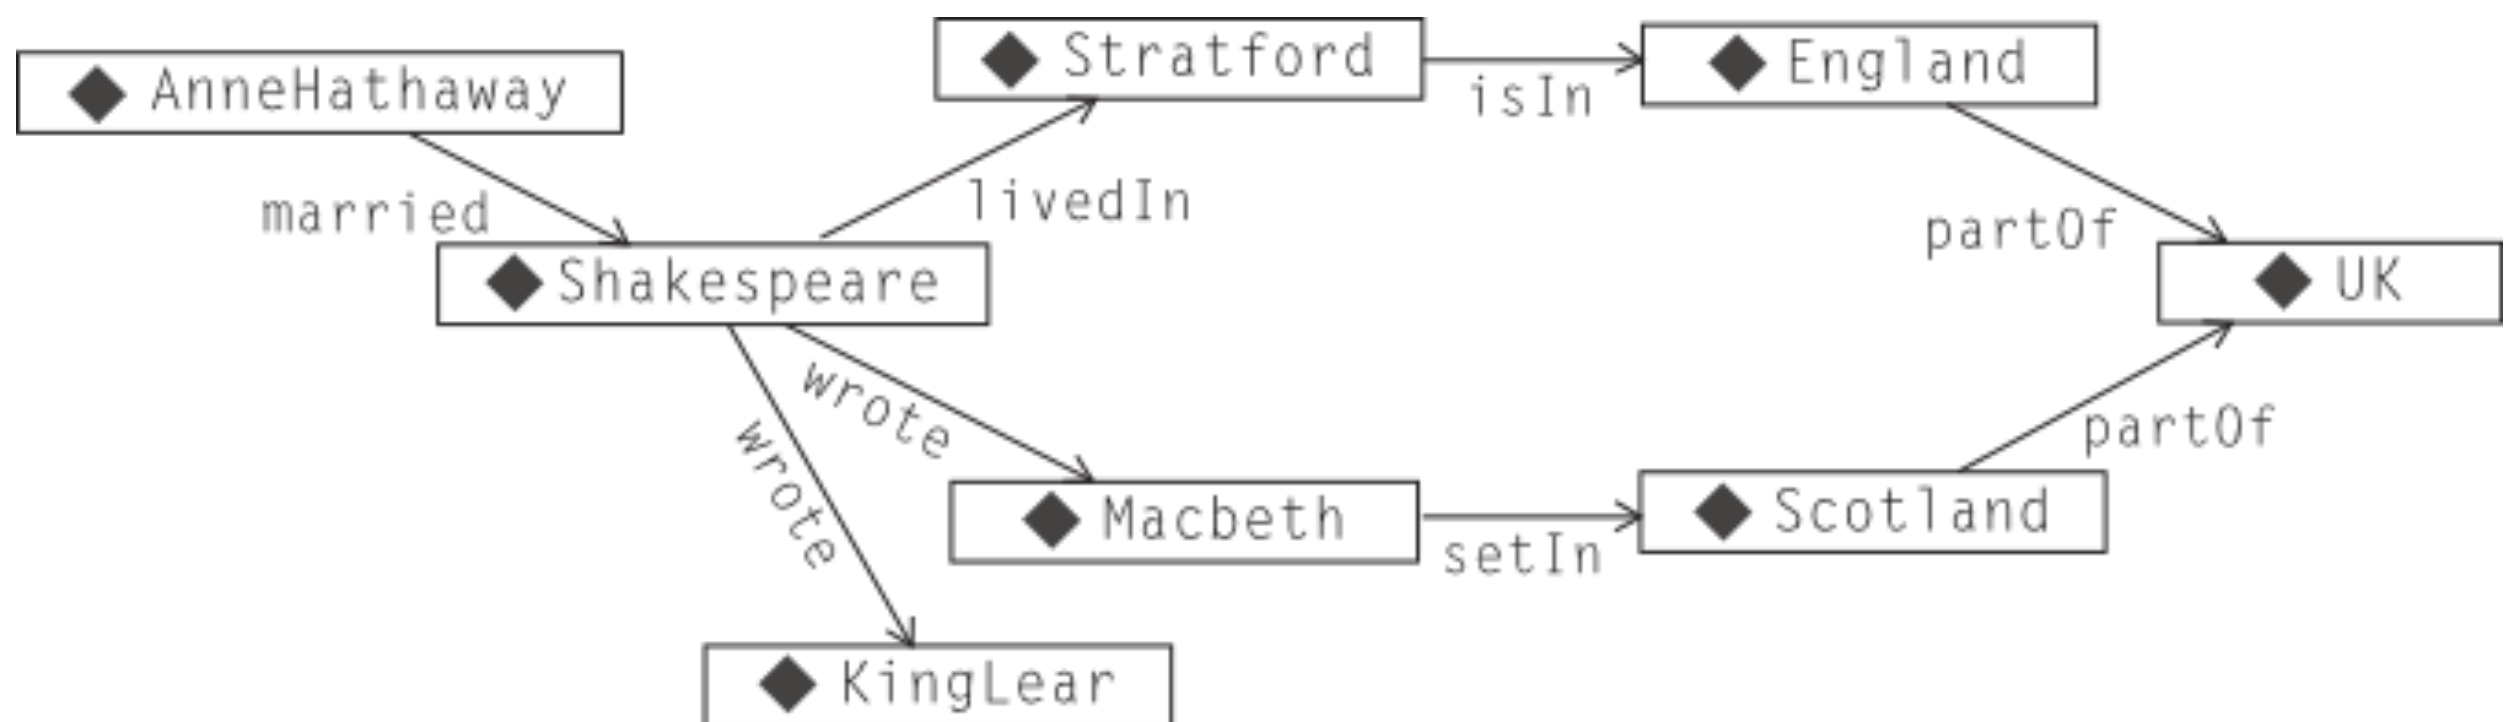 AnneHathaway
Stratford
England
isIn
married
livedIn
partOf
Shakespeare
UK
wrote
wrote
partOf
Macbeth
Scotland
setIn
KingLear